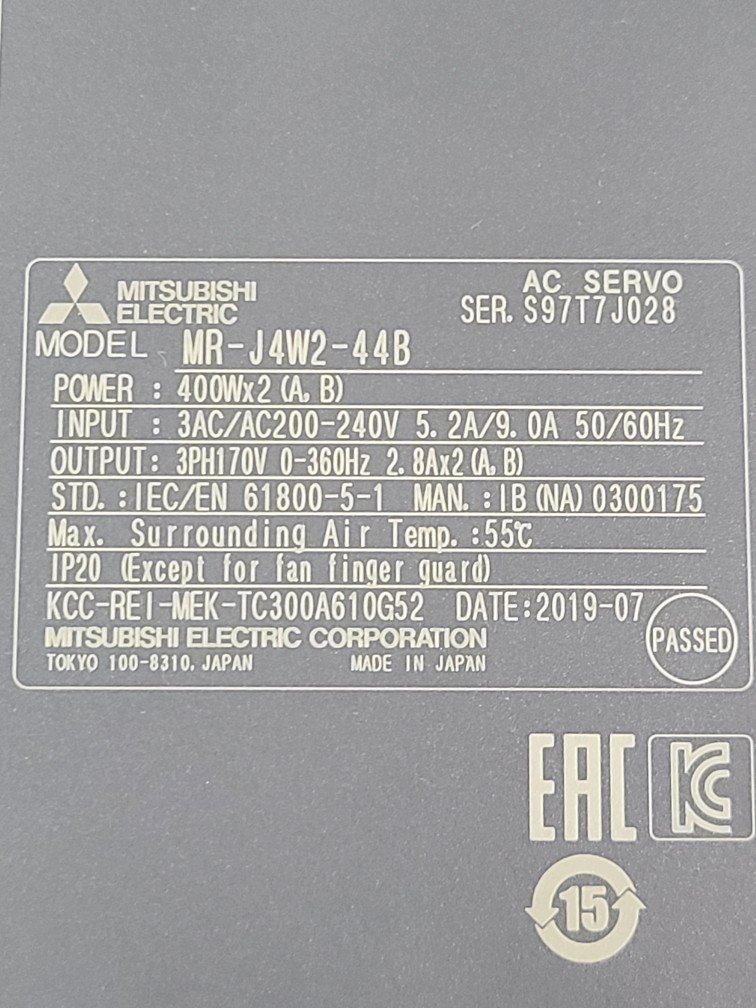 MITSUBISHI
ELECTRIC
AC SERVO
SER. S97T7J028
MODEL MR-J4W2-44B
POWER : 400Wx2 (A, B)
INPUT : 3AC/AC200-240V 5.2A/9.0A 50/60Hz
OUTPUT: 3PH170V 0-360Hz 2.8Ax2 (A, B)
STD. : IEC/EN 61800-5-1 MAN. : IB (NA) 0300175
Max. Surrounding Air Temp. :55℃
IP20 (Except for fan finger guard)
KCC-REI-MEK-TC300A610G52 DATE:2019-07
PASSED
MITSUBISHI ELECTRIC CORPORATION
TOKYO 100-8310, JAPAN MADE IN JAPAN
EAC
KC
15